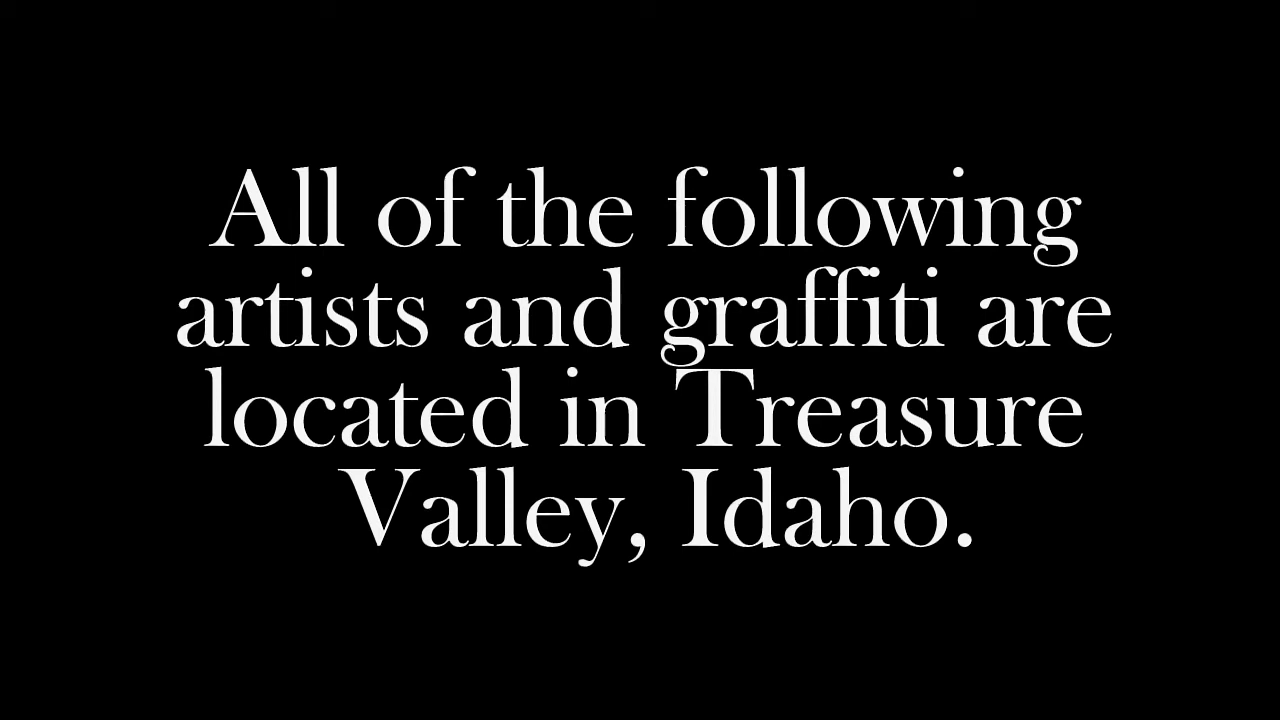 All of the following
artists and graffiti are
located in Treasure
Valley, Idaho.